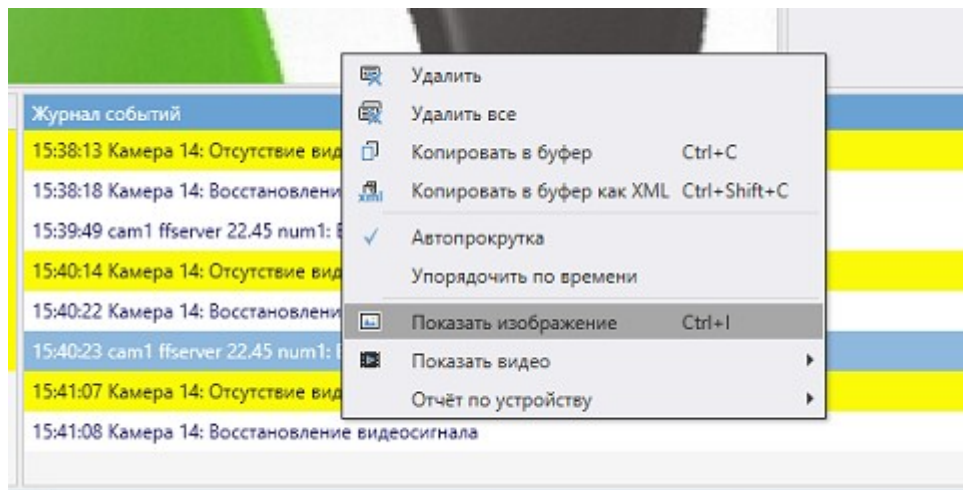 Журнал событий
15:38:13 Камера 14: Отсутствие вид
15:38:18 Камера 14: Восстановлени
15:39:49 cam1 ffserver 22.45 num1:
15:40:14 Камера 14: Отсутствие вид
15:40:22 Камера 14: Восстановлени
15:40:23 cam1 ffserver 22.45 num1:
15:41:07 Камера 14: Отсутствие вид
15:41:08 Камера 14: Восстановление видеосигнала
Удалить
Удалить все
Копировать в буфер Ctrl+C
xml Копировать в буфер как XML Ctrl+Shift+C
Автопрокрутка
Упорядочить по времени
Показать изображение Ctrl+I
Показать видео
Отчёт по устройству